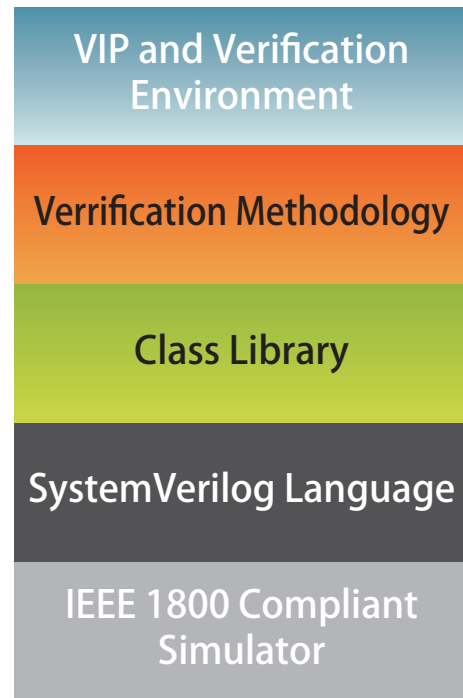 VIP and Verification
Environment
Verrification Methodology
Class Library
SystemVerilog Language
IEEE 1800 Compliant
Simulator